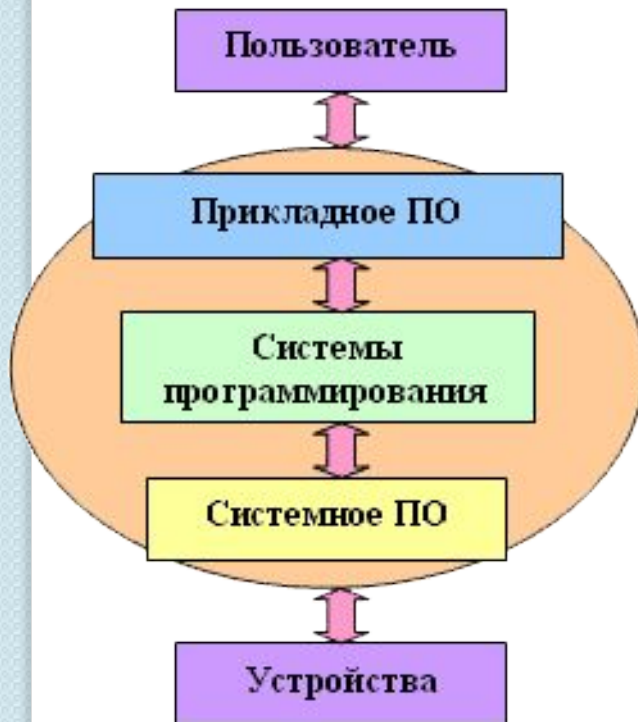 Пользователь
Прикладное ПО
Системы
программирования
Системное ПО
Устройства